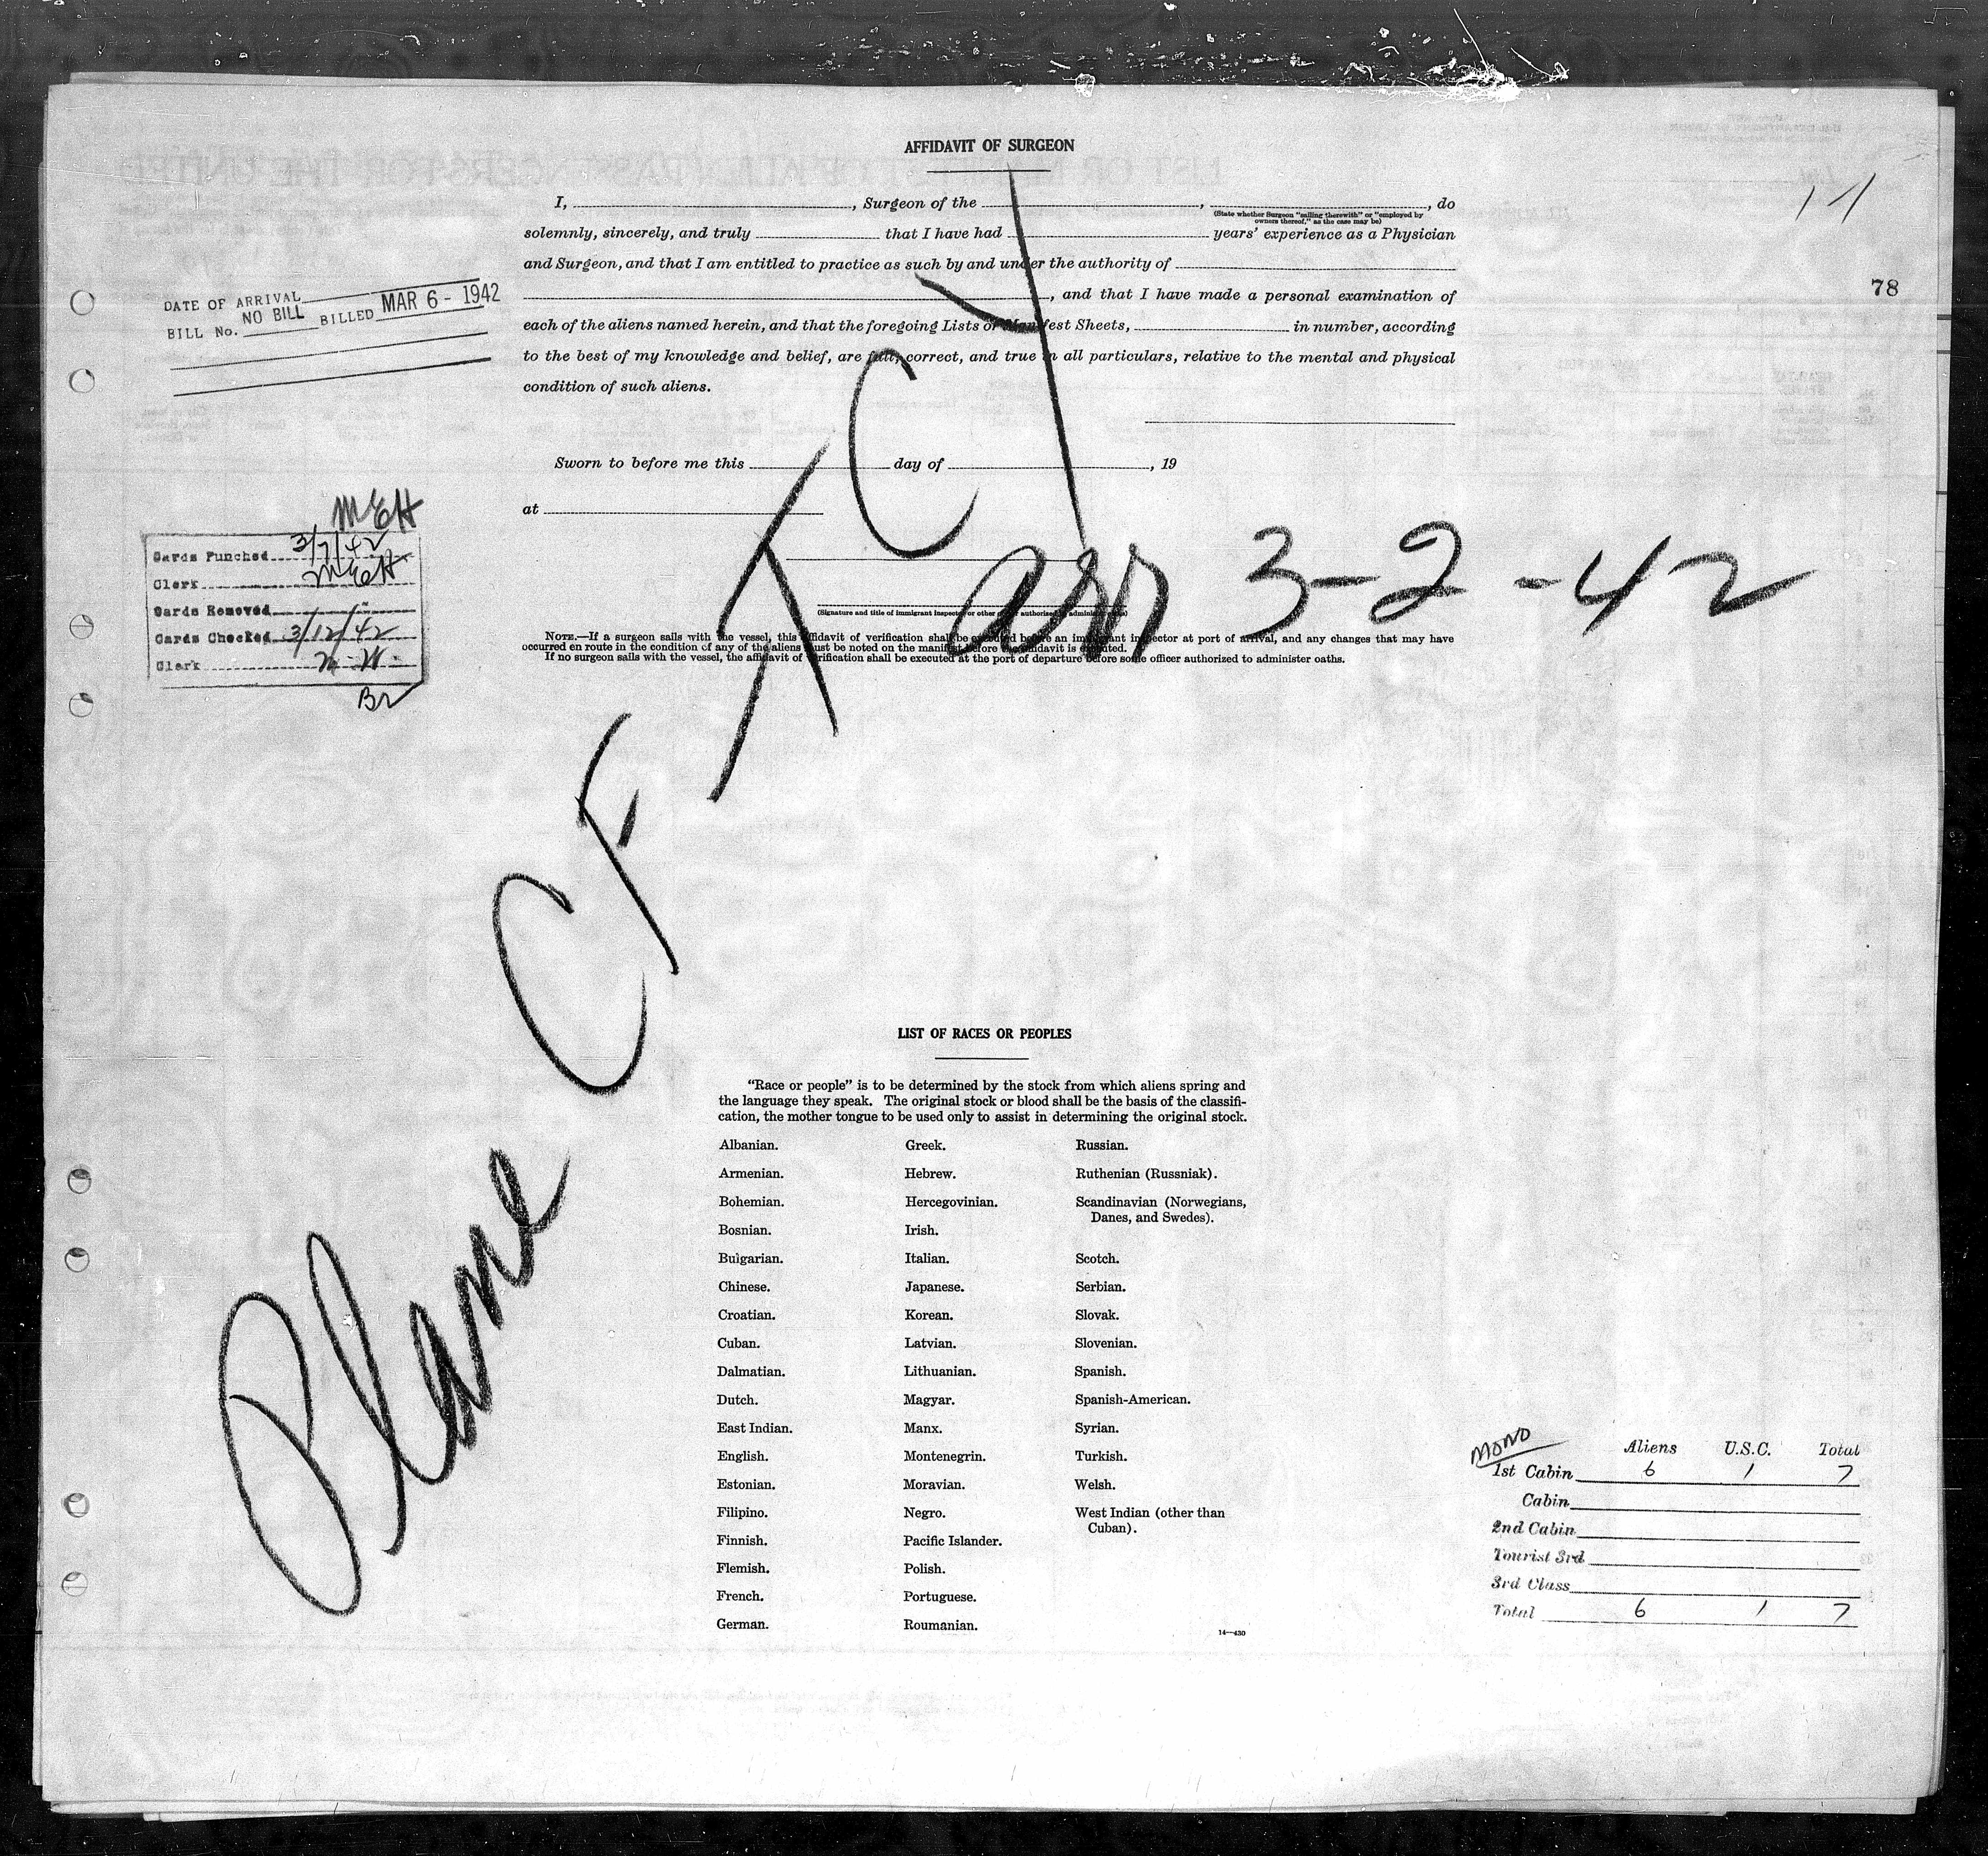 AFFIDAVIT OF SURGEON
I, , Surgeon of the , , do
(State whether Surgeon "sailing therewith" or "employed by
owners thereof," as the case may be)
solemnly, sincerely, and truly that I have had years' experience as a Physician
and Surgeon, and that I am entitled to practice as such by and under the authority of
, and that I have made a personal examination of
each of the aliens named herein, and that the foregoing Lists or Manifest Sheets, in number, according
to the best of my knowledge and belief, are full, correct, and true in all particulars, relative to the mental and physical
condition of such aliens.
Sworn to before me this day of , 19
at
(Signature and title of immigrant inspector or other officer authorized to administer oaths)
NOTE.—If a surgeon sails with the vessel, this affidavit of verification shall be executed before an immigrant inspector at port of arrival, and any changes that may have
occurred en route in the condition of any of the aliens must be noted on the manifest before the affidavit is executed.
If no surgeon sails with the vessel, the affidavit of verification shall be executed at the port of departure before some officer authorized to administer oaths.
78
DATE OF ARRIVAL
BILL No. NO BILL BILLED MAR 6 - 1942
MEH
Cards Punched 3/7/42
Clerk MEH
Cards Removed
Cards Checked 3/12/42
Clerk
Br
Plane CF TCJ
arr 3-2-42
LIST OF RACES OR PEOPLES
"Race or people" is to be determined by the stock from which aliens spring and
the language they speak. The original stock or blood shall be the basis of the classifi-
cation, the mother tongue to be used only to assist in determining the original stock.
Albanian.
Armenian.
Bohemian.
Bosnian.
Bulgarian.
Chinese.
Croatian.
Cuban.
Dalmatian.
Dutch.
East Indian.
English.
Estonian.
Filipino.
Finnish.
Flemish.
French.
German.
Greek.
Hebrew.
Hercegovinian.
Irish.
Italian.
Japanese.
Korean.
Latvian.
Lithuanian.
Magyar.
Manx.
Montenegrin.
Moravian.
Negro.
Pacific Islander.
Polish.
Portuguese.
Roumanian.
Russian.
Ruthenian (Russniak).
Scandinavian (Norwegians,
Danes, and Swedes).
Scotch.
Serbian.
Slovak.
Slovenian.
Spanish.
Spanish-American.
Syrian.
Turkish.
Welsh.
West Indian (other than
Cuban).
14—430
MONO
Aliens U.S.C. Total
1st Cabin 6 1 7
Cabin
2nd Cabin
Tourist 3rd
3rd Class
Total 6 1 7